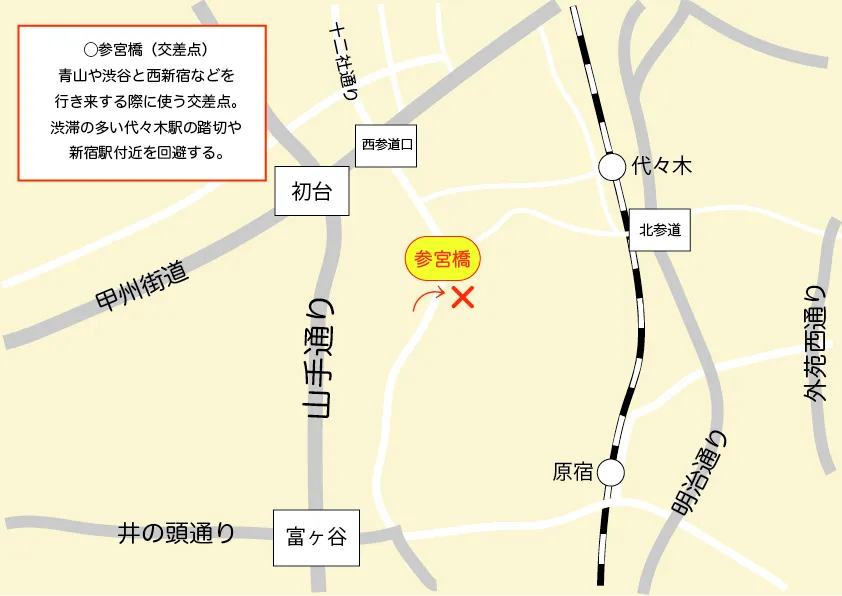 ○参宮橋（交差点）
青山や渋谷と西新宿などを
行き来する際に使う交差点。
渋滞の多い代々木駅の踏切や
新宿駅付近を回避する。
十二社通り
西参道口
代々木
初台
北参道
参宮橋
甲州街道
山手通り
外苑西通り
原宿
明治通り
井の頭通り
富ヶ谷